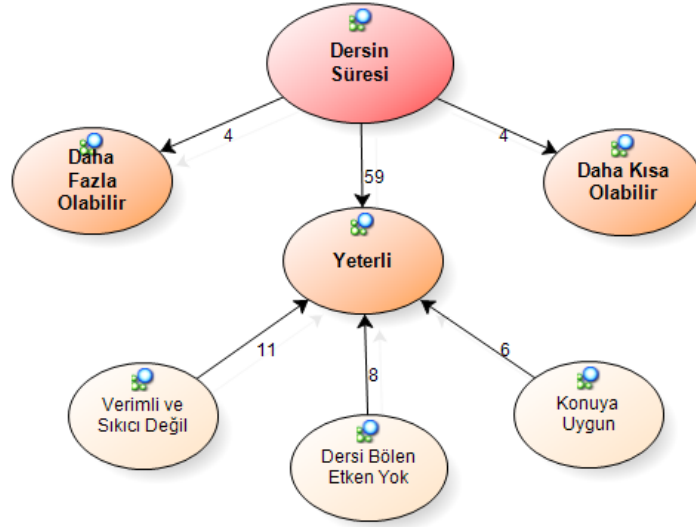 Dersin
Süresi
4
4
59
Daha
Fazla
Olabilir
Daha Kısa
Olabilir
Yeterli
11
8
6
Verimli ve
Sıkıcı Değil
Dersi Bölen
Etken Yok
Konuya
Uygun